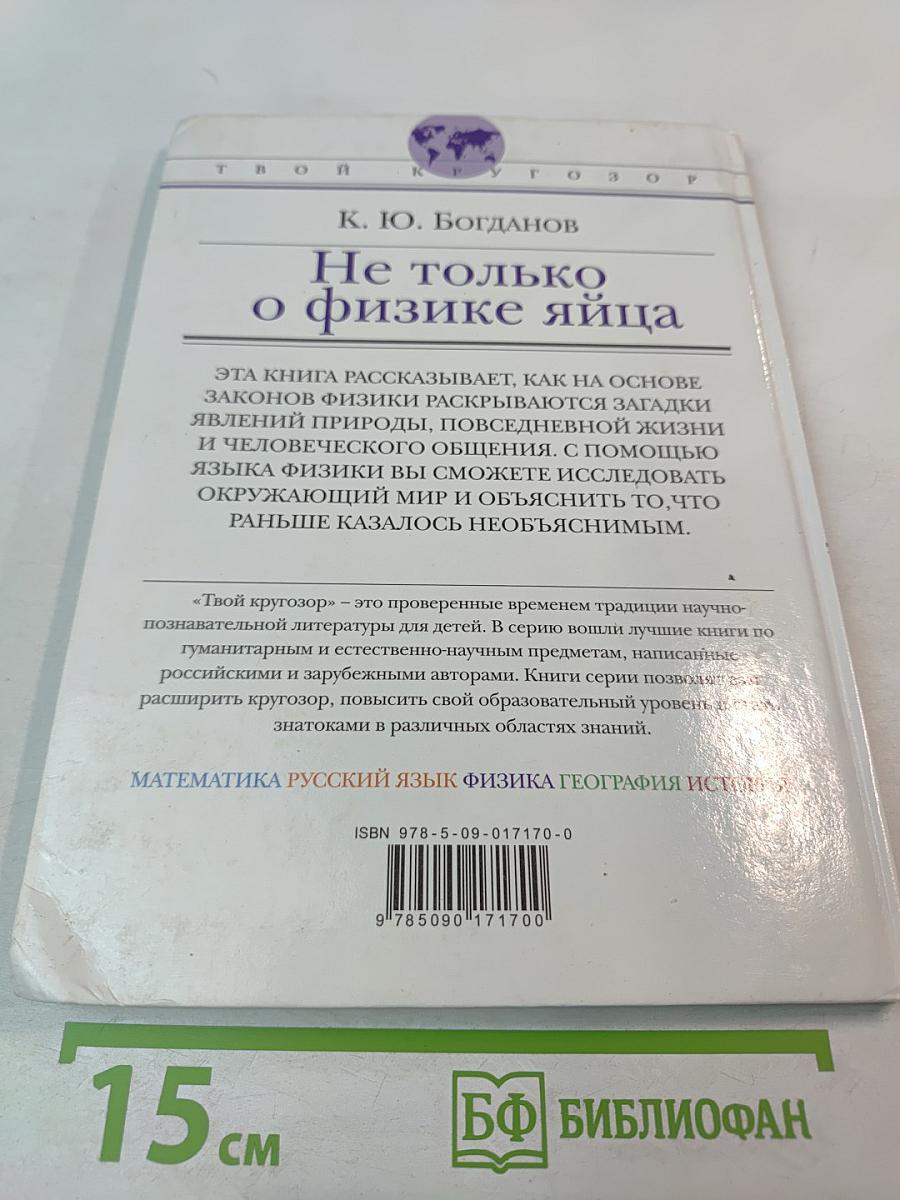 ТВОЙ КРУГОЗОР
К. Ю. Богданов
Не только
о физике яйца
ЭТА КНИГА РАССКАЗЫВАЕТ, КАК НА ОСНОВЕ
ЗАКОНОВ ФИЗИКИ РАСКРЫВАЮТСЯ ЗАГАДКИ
ЯВЛЕНИЙ ПРИРОДЫ, ПОВСЕДНЕВНОЙ ЖИЗНИ
И ЧЕЛОВЕЧЕСКОГО ОБЩЕНИЯ. С ПОМОЩЬЮ
ЯЗЫКА ФИЗИКИ ВЫ СМОЖЕТЕ ИССЛЕДОВАТЬ
ОКРУЖАЮЩИЙ МИР И ОБЪЯСНИТЬ ТО,ЧТО
РАНЬШЕ КАЗАЛОСЬ НЕОБЪЯСНИМЫМ.
«Твой кругозор» – это проверенные временем традиции научно-
познавательной литературы для детей. В серию вошли лучшие книги по
гуманитарным и естественно-научным предметам, написанные
российскими и зарубежными авторами. Книги серии
расширить кругозор, повысить свой образовательный уровень
знатоками в различных областях знаний.
МАТЕМАТИКА РУССКИЙ ЯЗЫК ФИЗИКА ГЕОГРАФИЯ ИСТОРИЯ
ISBN 978-5-09-017170-0
9 785090 171700
15 см
БФ БИБЛИОФАН